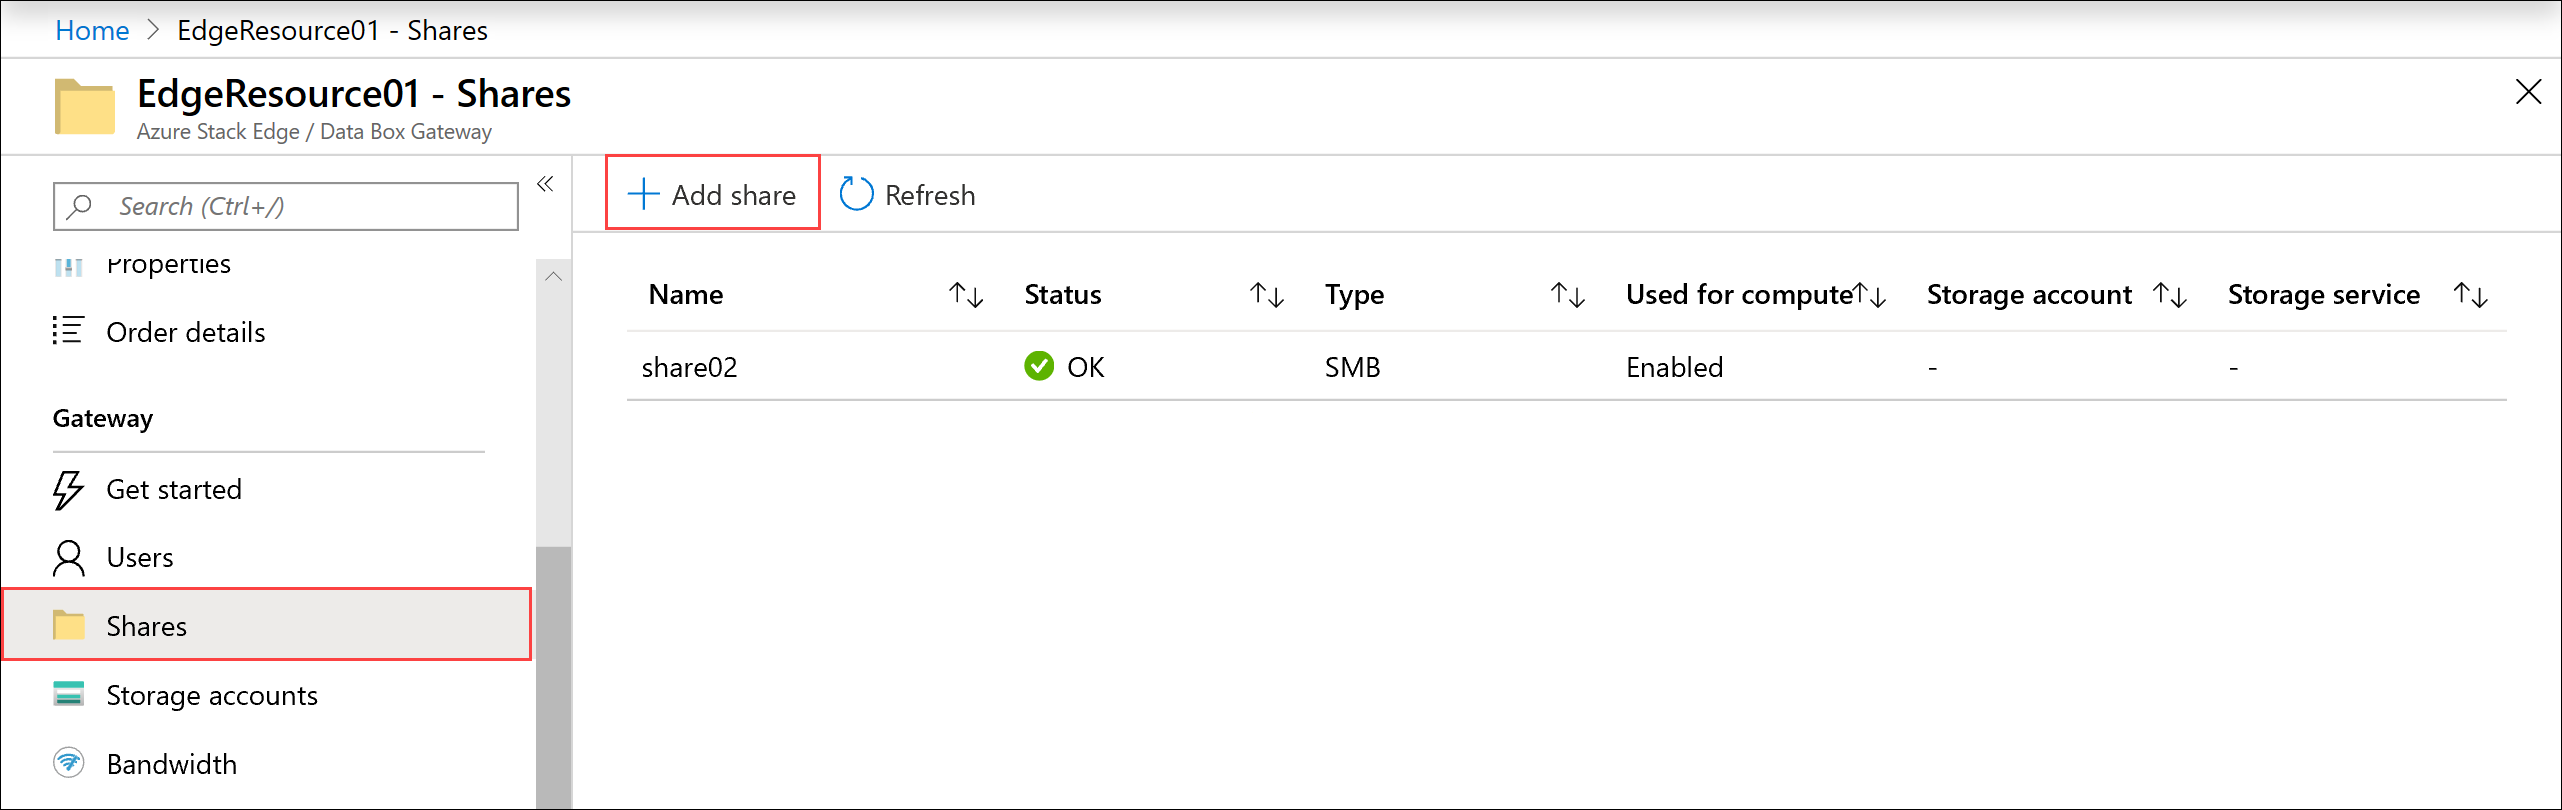 Home > EdgeResource01 - Shares
EdgeResource01 - Shares
Azure Stack Edge / Data Box Gateway
Search (Ctrl+/)
Properties
Order details
Gateway
Get started
Users
Shares
Storage accounts
Bandwidth
Add share Refresh
Name Status Type Used for compute Storage account Storage service
share02 OK SMB Enabled - -